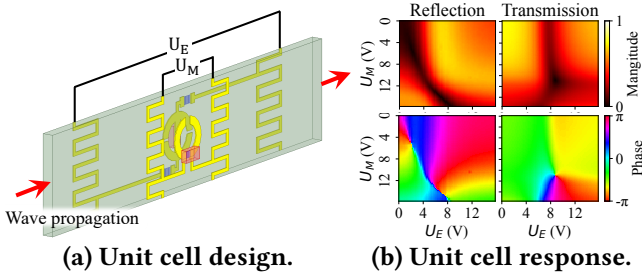 U_E
U_M
Wave propagation
(a) Unit cell design.
Reflection Transmission
0
4
8
12
U_M (V)
1
0
Mangitude
0
4
8
12
U_M (V)
π
0
-π
Phase
0 4 8 12 0 4 8 12
U_E (V) U_E (V)
(b) Unit cell response.